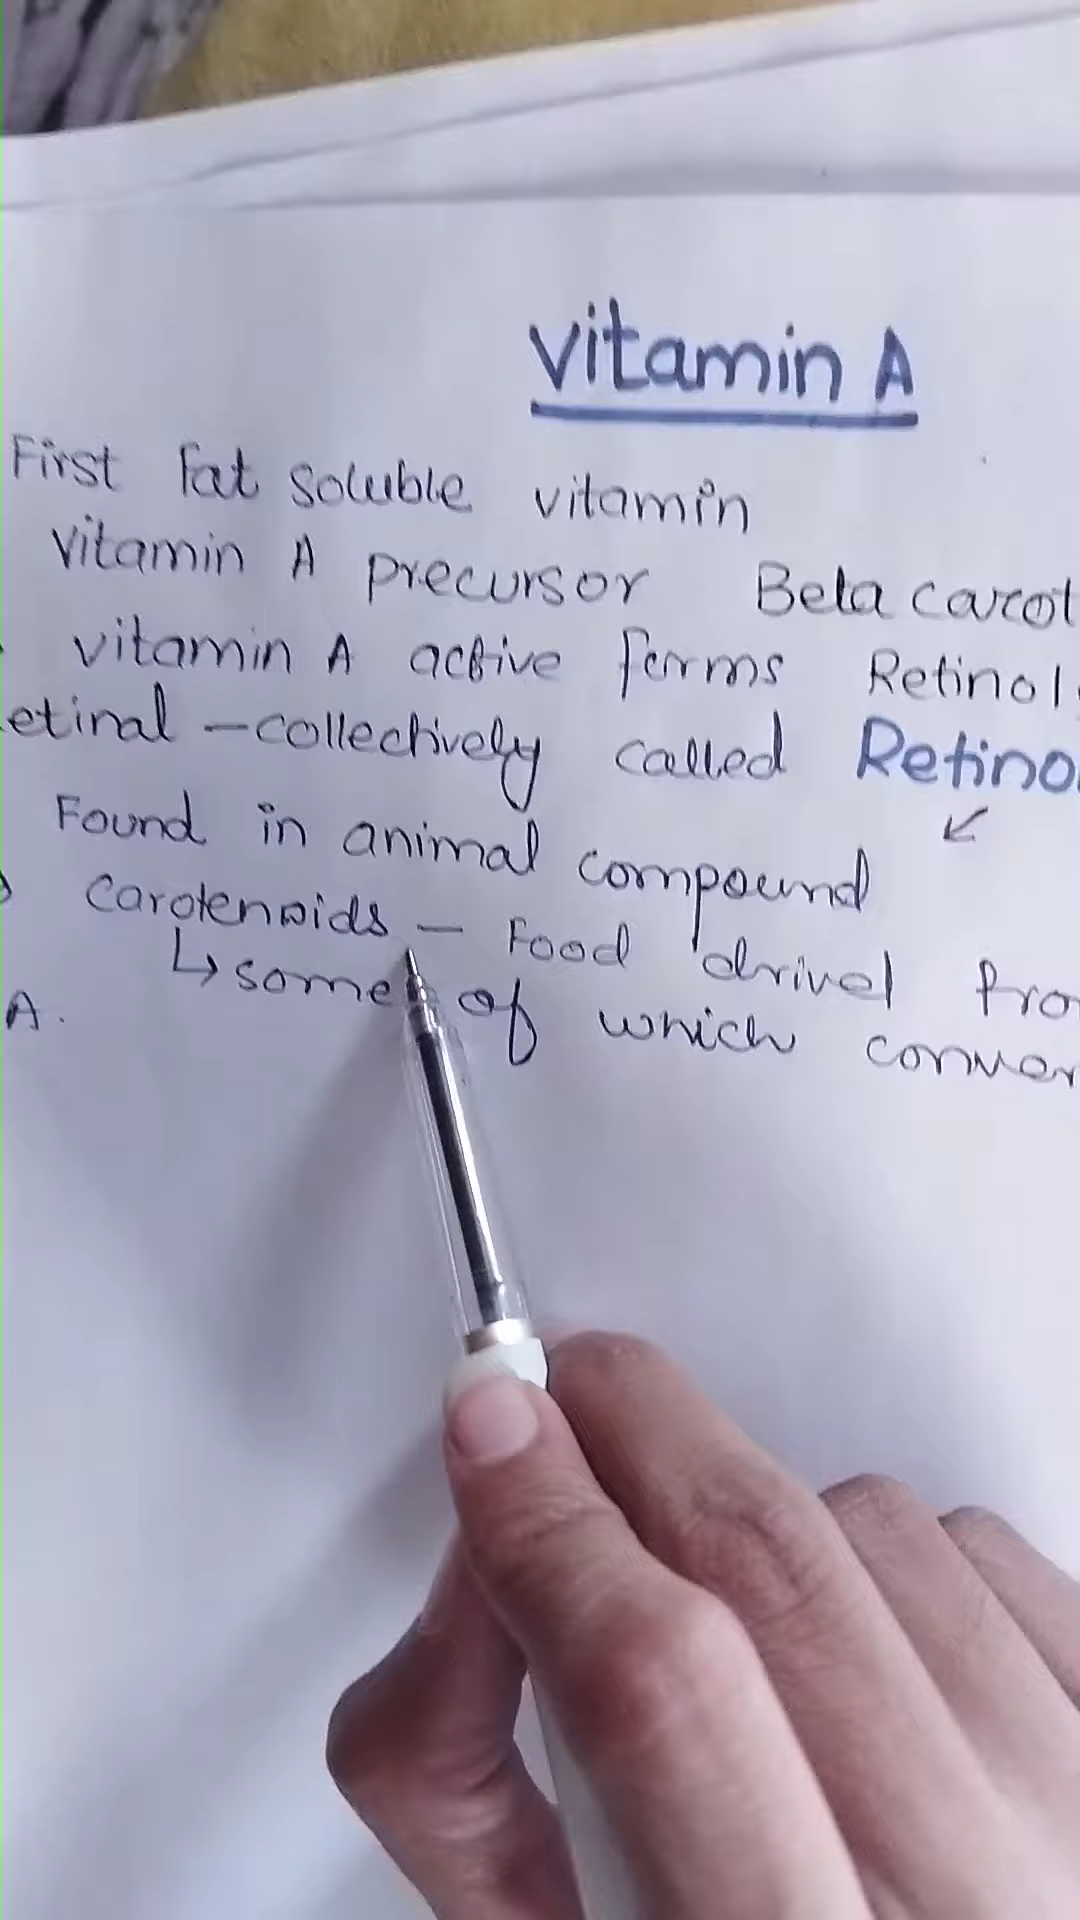 Vitamin A
First Fat soluble vitamin
Vitamin A precursor Beta carot
vitamin A active forms Retinol
etinal - collectively called Retino
Found in animal compound
Carotenoids - Food drived fro
↳ some of which conver
A.